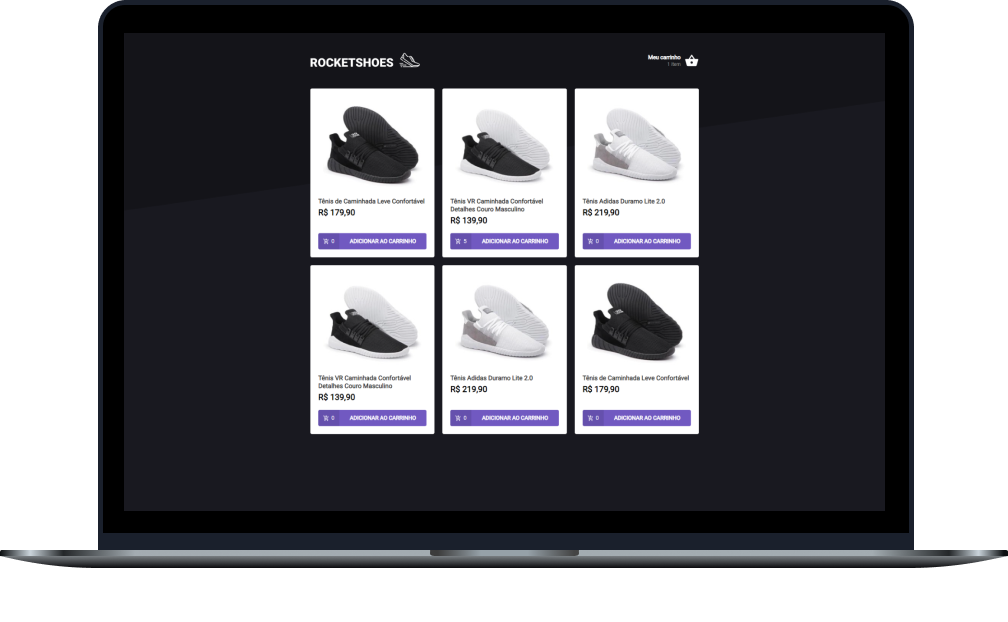 ROCKETSHOES
Meu carrinho
1 item
Tênis de Caminhada Leve Confortável
R$ 179,90
0 ADICIONAR AO CARRINHO
Tênis VR Caminhada Confortável
Detalhes Couro Masculino
R$ 139,90
5 ADICIONAR AO CARRINHO
Tênis Adidas Duramo Lite 2.0
R$ 219,90
0 ADICIONAR AO CARRINHO
Tênis VR Caminhada Confortável
Detalhes Couro Masculino
R$ 139,90
0 ADICIONAR AO CARRINHO
Tênis Adidas Duramo Lite 2.0
R$ 219,90
0 ADICIONAR AO CARRINHO
Tênis de Caminhada Leve Confortável
R$ 179,90
0 ADICIONAR AO CARRINHO